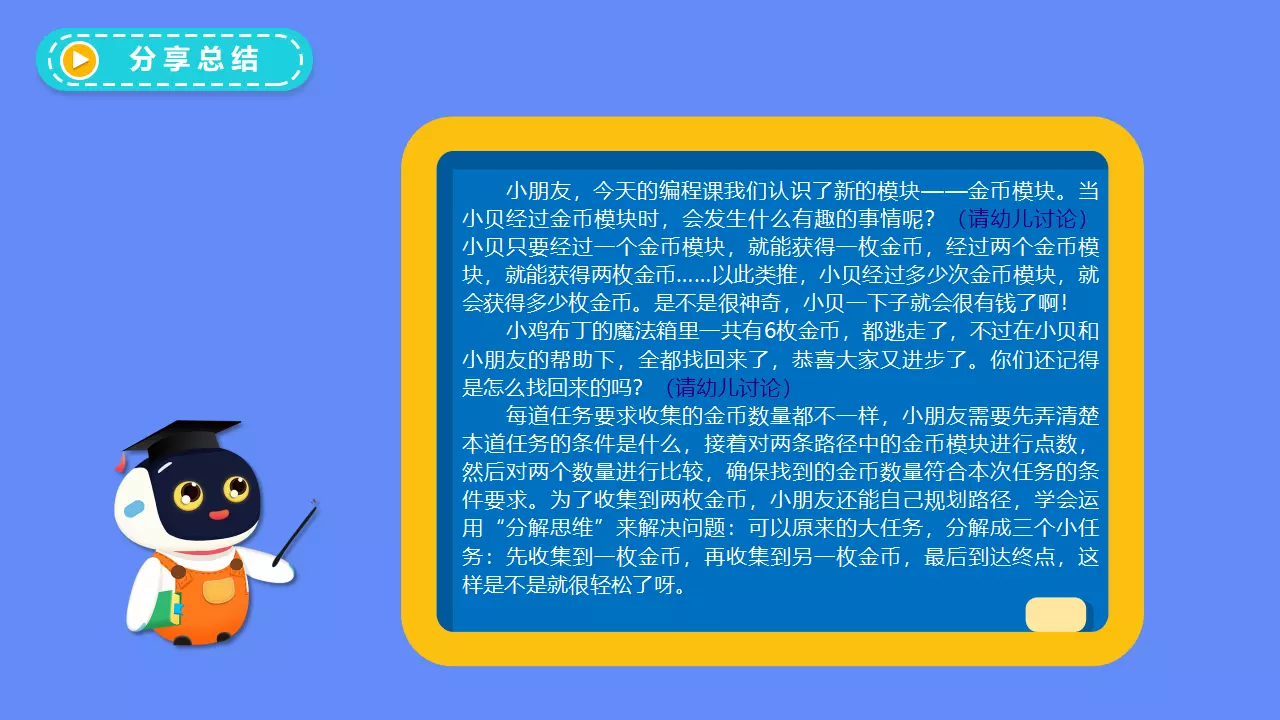 分享总结
小朋友，今天的编程课我们认识了新的模块——金币模块。当
小贝经过金币模块时，会发生什么有趣的事情呢？（请幼儿讨论）
小贝只要经过一个金币模块，就能获得一枚金币，经过两个金币模
块，就能获得两枚金币……以此类推，小贝经过多少次金币模块，就
会获得多少枚金币。是不是很神奇，小贝一下子就会很有钱了啊！
小鸡布丁的魔法箱里一共有6枚金币，都逃走了，不过在小贝和
小朋友的帮助下，全都找回来了，恭喜大家又进步了。你们还记得
是怎么找回来的吗？（请幼儿讨论）
每道任务要求收集的金币数量都不一样，小朋友需要先弄清楚
本道任务的条件是什么，接着对两条路径中的金币模块进行点数，
然后对两个数量进行比较，确保找到的金币数量符合本次任务的条
件要求。为了收集到两枚金币，小朋友还能自己规划路径，学会运
用“分解思维”来解决问题：可以原来的大任务，分解成三个小任
务：先收集到一枚金币，再收集到另一枚金币，最后到达终点，这
样是不是就很轻松了呀。